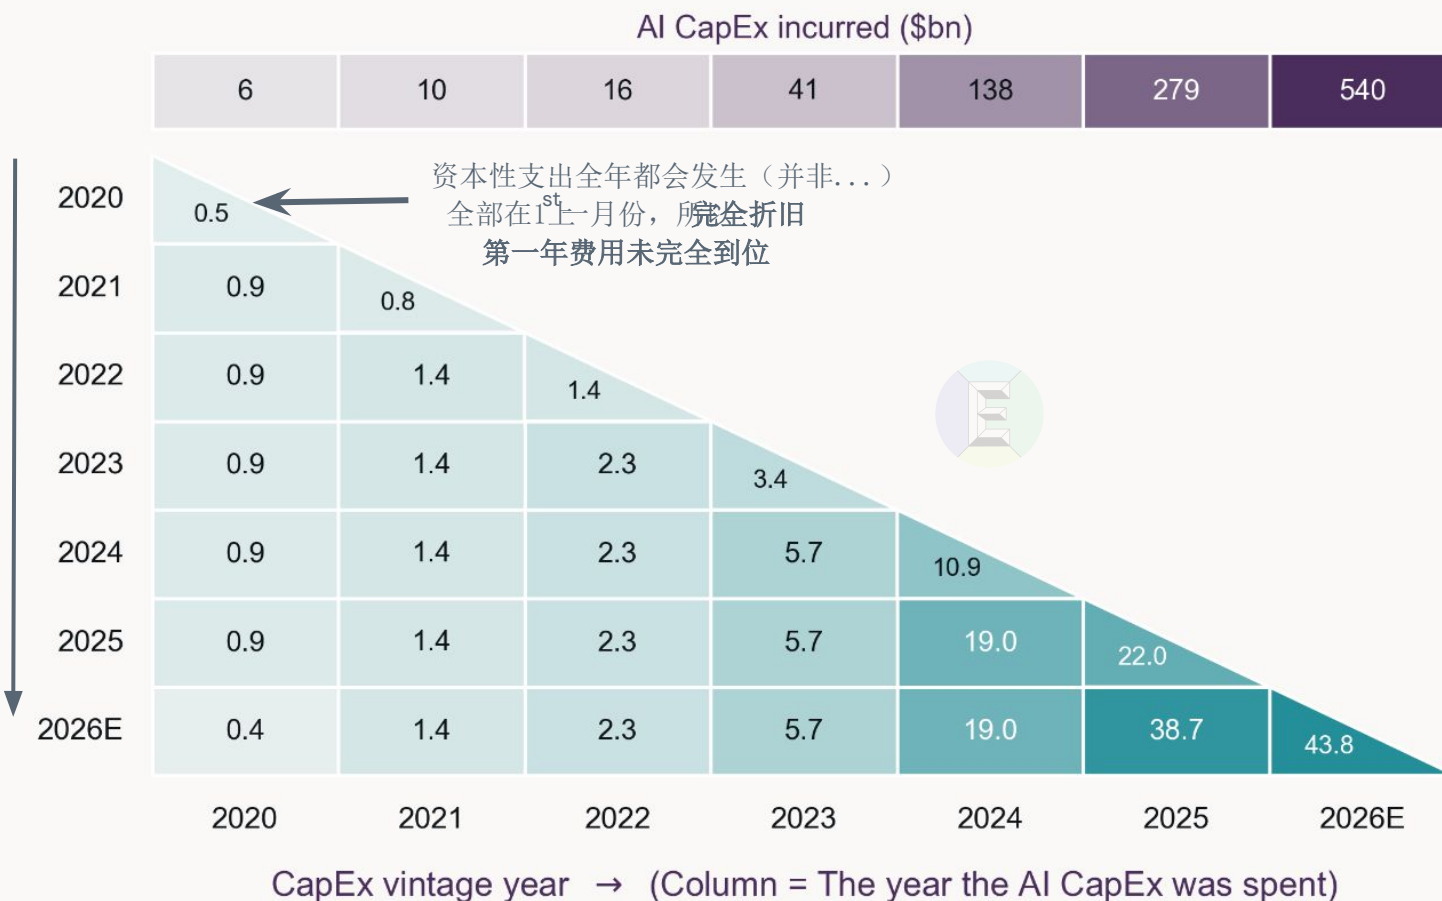 AI CapEx incurred ($bn)
6 10 16 41 138 279 540
资本性支出全年都会发生（并非...）
2020 0.5
全部在1st上一月份，完全折旧
第一年费用未完全到位
2021 0.9 0.8
2022 0.9 1.4 1.4
2023 0.9 1.4 2.3 3.4
2024 0.9 1.4 2.3 5.7 10.9
2025 0.9 1.4 2.3 5.7 19.0 22.0
2026E 0.4 1.4 2.3 5.7 19.0 38.7 43.8
2020 2021 2022 2023 2024 2025 2026E
CapEx vintage year → (Column = The year the AI CapEx was spent)
E